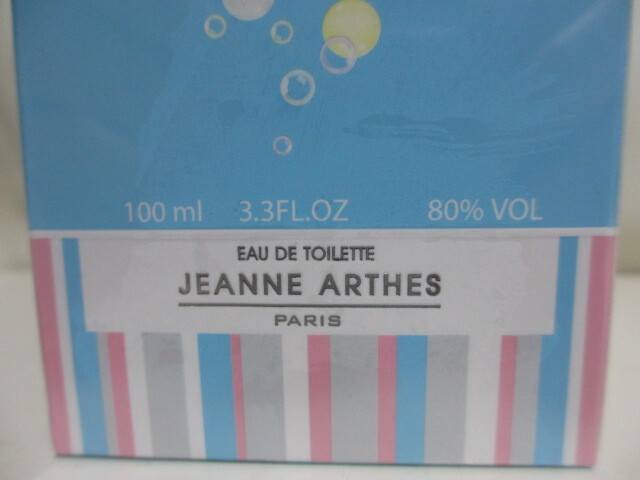 100 ml 3.3FL.OZ 80% VOL
EAU DE TOILETTE
JEANNE ARTHES
PARIS